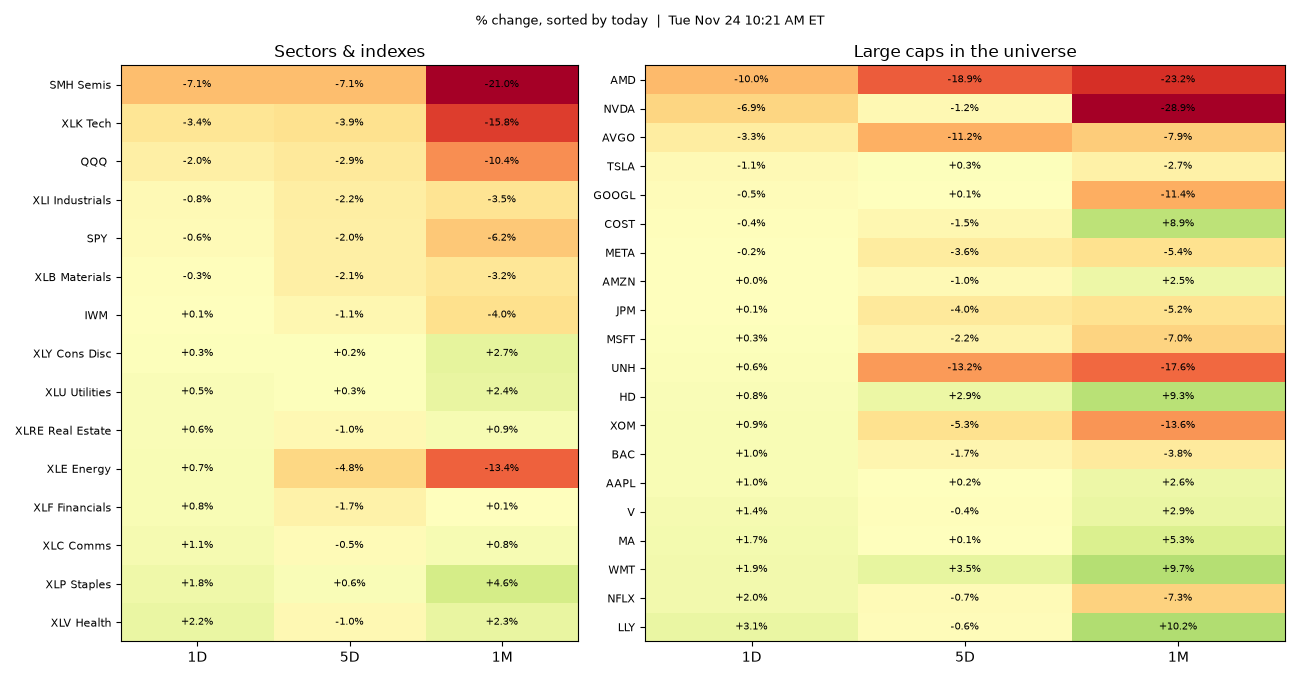 % change, sorted by today | Tue Nov 24 10:21 AM ET
Sectors & indexes
SMH Semis -7.1% -7.1% -21.0%
XLK Tech -3.4% -3.9% -15.8%
QQQ -2.0% -2.9% -10.4%
XLI Industrials -0.8% -2.2% -3.5%
SPY -0.6% -2.0% -6.2%
XLB Materials -0.3% -2.1% -3.2%
IWM +0.1% -1.1% -4.0%
XLY Cons Disc +0.3% +0.2% +2.7%
XLU Utilities +0.5% +0.3% +2.4%
XLRE Real Estate +0.6% -1.0% +0.9%
XLE Energy +0.7% -4.8% -13.4%
XLF Financials +0.8% -1.7% +0.1%
XLC Comms +1.1% -0.5% +0.8%
XLP Staples +1.8% +0.6% +4.6%
XLV Health +2.2% -1.0% +2.3%
1D 5D 1M
Large caps in the universe
AMD -10.0% -18.9% -23.2%
NVDA -6.9% -1.2% -28.9%
AVGO -3.3% -11.2% -7.9%
TSLA -1.1% +0.3% -2.7%
GOOGL -0.5% +0.1% -11.4%
COST -0.4% -1.5% +8.9%
META -0.2% -3.6% -5.4%
AMZN +0.0% -1.0% +2.5%
JPM +0.1% -4.0% -5.2%
MSFT +0.3% -2.2% -7.0%
UNH +0.6% -13.2% -17.6%
HD +0.8% +2.9% +9.3%
XOM +0.9% -5.3% -13.6%
BAC +1.0% -1.7% -3.8%
AAPL +1.0% +0.2% +2.6%
V +1.4% -0.4% +2.9%
MA +1.7% +0.1% +5.3%
WMT +1.9% +3.5% +9.7%
NFLX +2.0% -0.7% -7.3%
LLY +3.1% -0.6% +10.2%
1D 5D 1M